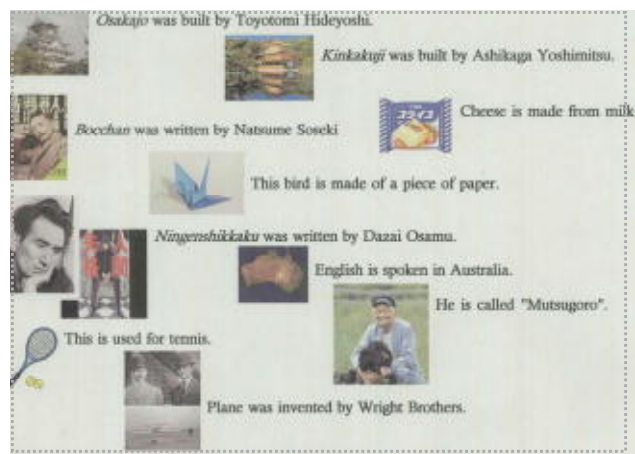 Osakajo was built by Toyotomi Hideyoshi.
Kinkakuji was built by Ashikaga Yoshimitsu.
Cheese is made from milk
Bocchan was written by Natsume Soseki
This bird is made of a piece of paper.
Ningenshikkaku was written by Dazai Osamu.
English is spoken in Australia.
He is called "Mutsugoro".
This is used for tennis.
Plane was invented by Wright Brothers.